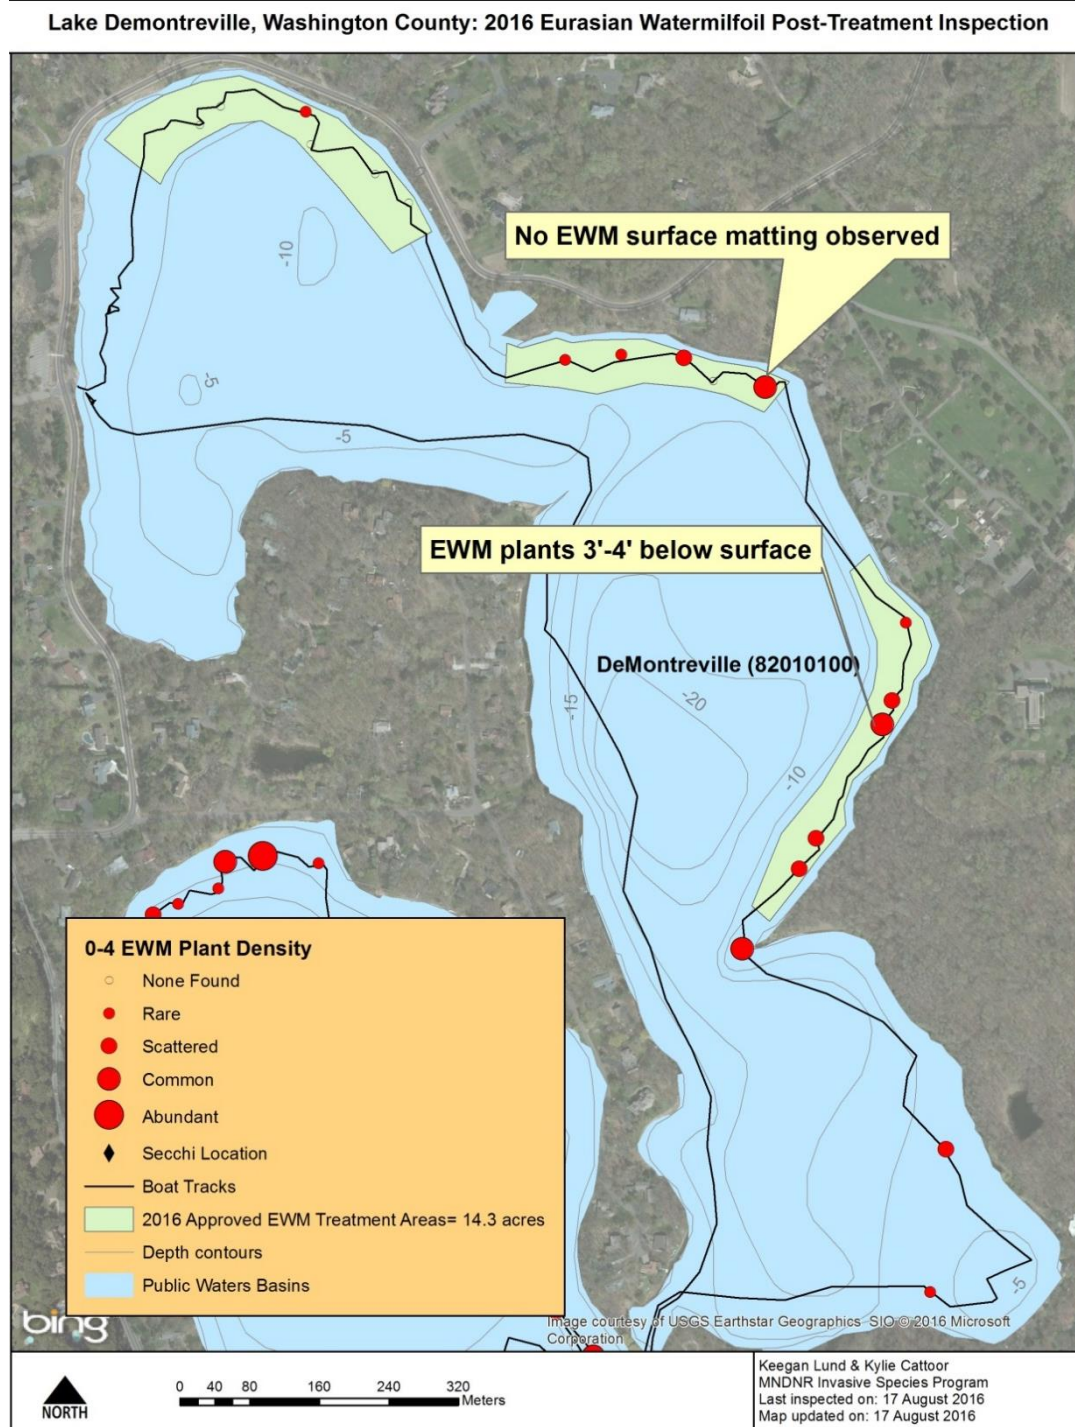 Lake Demontreville, Washington County: 2016 Eurasian Watermilfoil Post-Treatment Inspection
No EWM surface matting observed
-10
-5
-5
EWM plants 3'-4' below surface
DeMontreville (82010100)
-15
-20
-10
0-4 EWM Plant Density
None Found
Rare
Scattered
Common
Abundant
Secchi Location
Boat Tracks
2016 Approved EWM Treatment Areas= 14.3 acres
Depth contours
Public Waters Basins
-5
bing
Image courtesy of USGS Earthstar Geographics SIO © 2016 Microsoft
Corporation
NORTH
0 40 80 160 240 320
Meters
Keegan Lund & Kylie Cattoor
MNDNR Invasive Species Program
Last inspected on: 17 August 2016
Map updated on: 17 August 2016